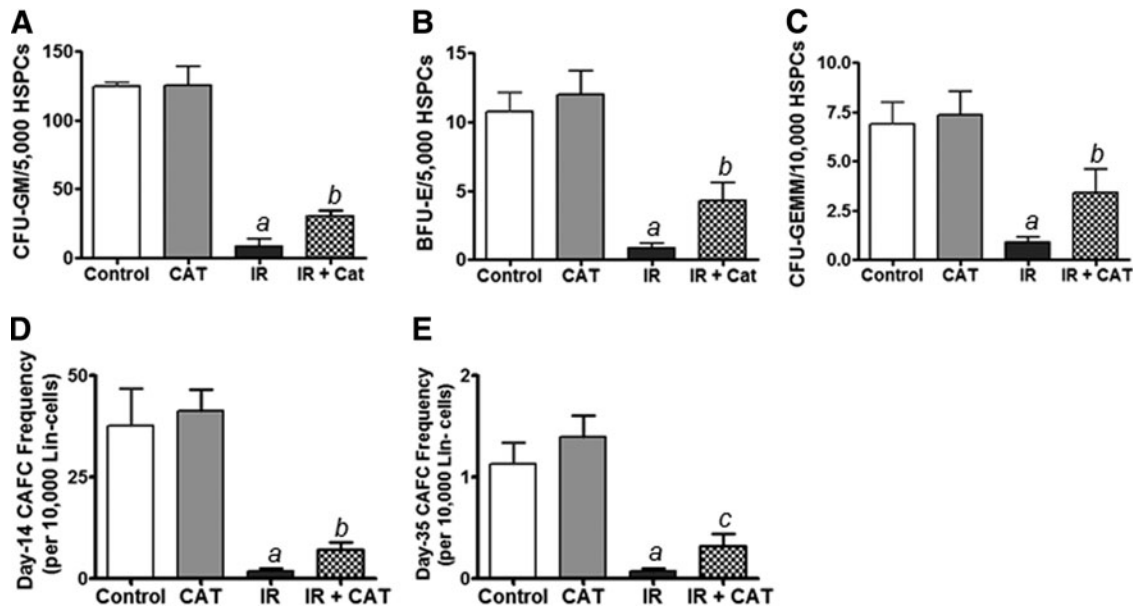 A
CFU-GM/5,000 HSPCs
150
100
50
0
a
b
Control CAT IR IR + Cat
B
BFU-E/5,000 HSPCs
15
10
5
0
a
b
Control CAT IR IR + Cat
C
CFU-GEMM/10,000 HSPCs
10.0
7.5
5.0
2.5
0.0
a
b
Control CAT IR IR + CAT
D
Day-14 CAFC Frequency
(per 10,000 Lin-cells)
50
25
0
a
b
Control CAT IR IR + CAT
E
Day-35 CAFC Frequency
(per 10,000 Lin- cells)
2
1
0
a
c
Control CAT IR IR + CAT